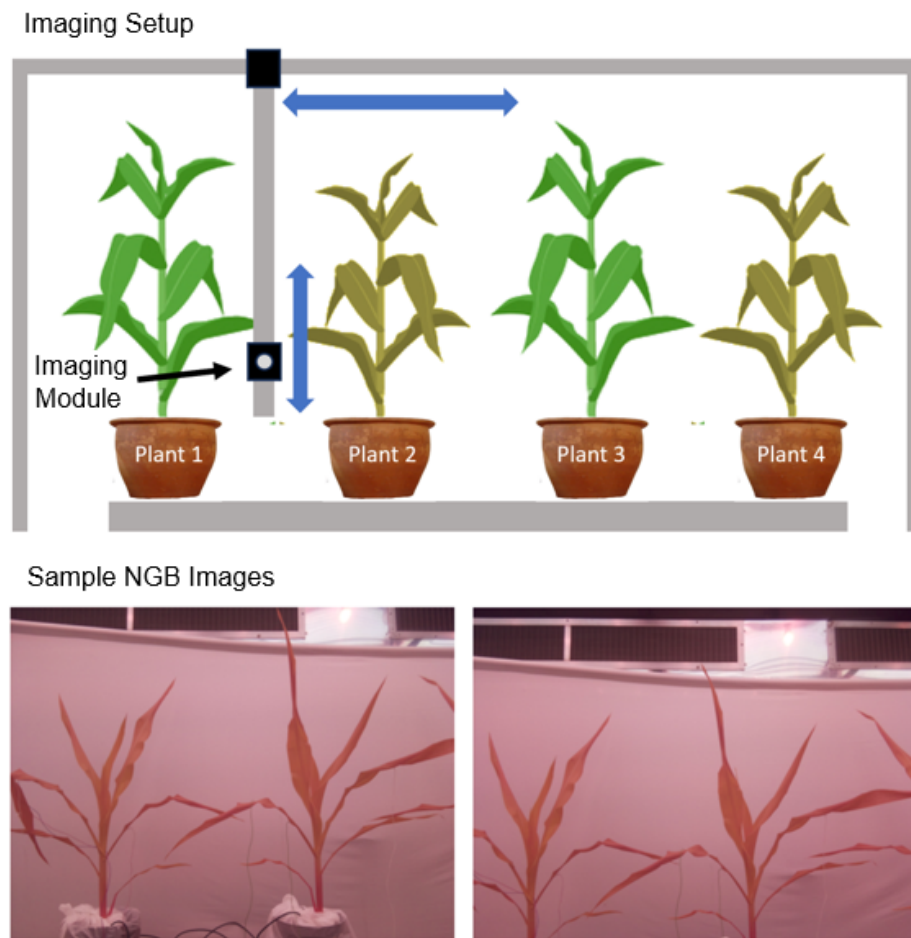 Imaging Setup
Imaging
Module
Plant 1
Plant 2
Plant 3
Plant 4
Sample NGB Images